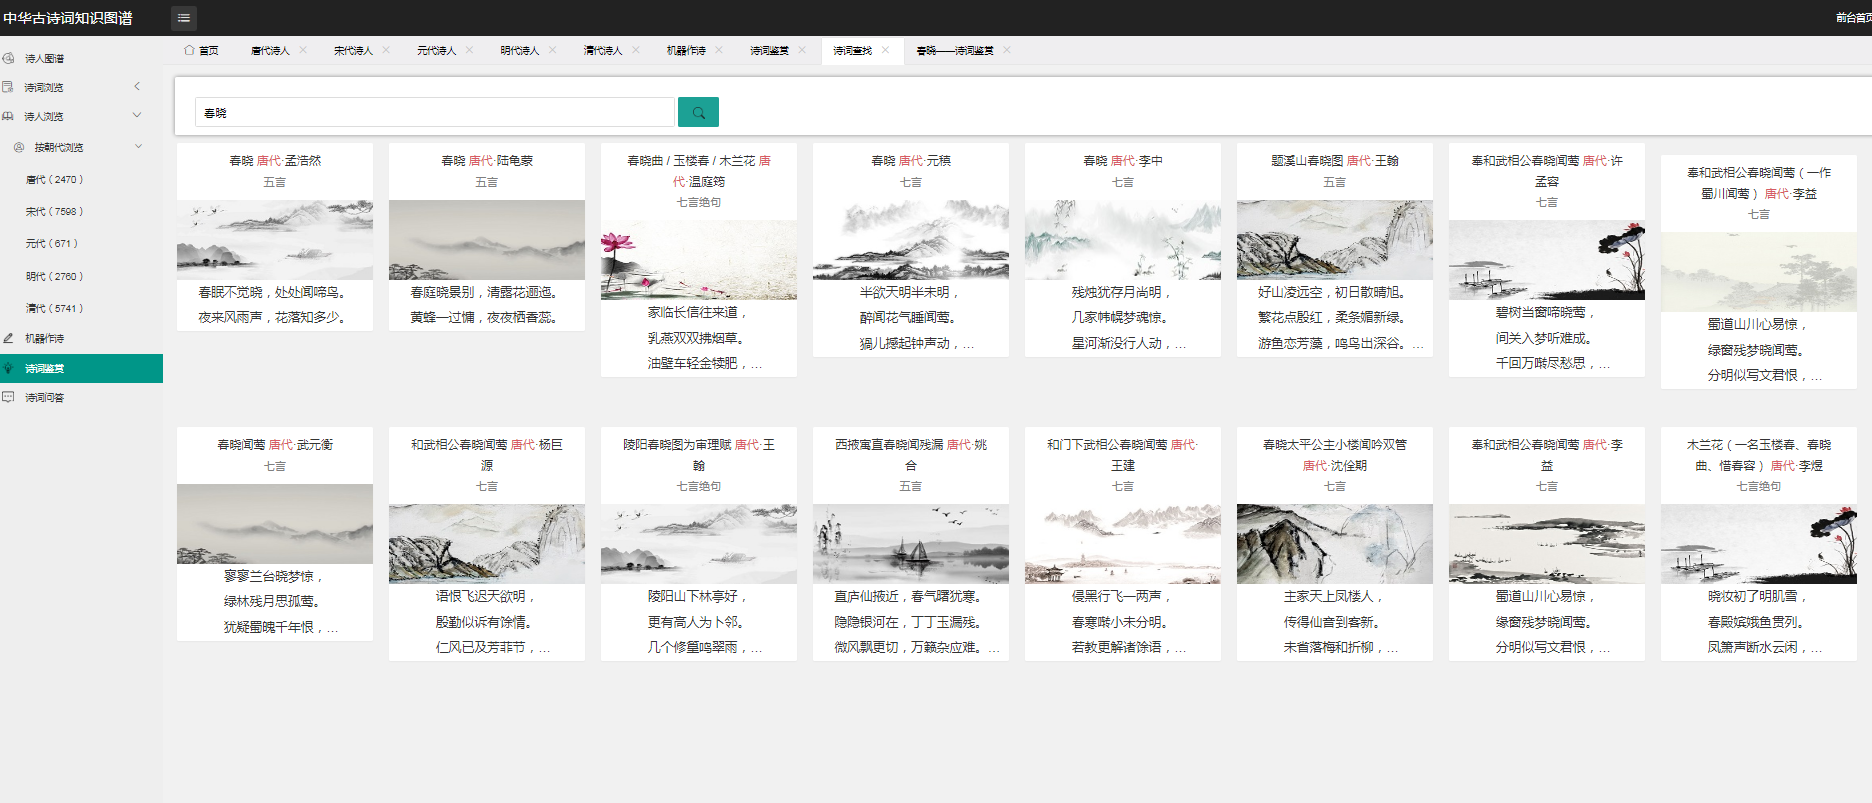 中华古诗词知识图谱
前台首页
诗人图谱
诗词浏览
诗人浏览
按朝代浏览
唐代（2470）
宋代（7598）
元代（671）
明代（2760）
清代（5741）
机器作诗
诗词鉴赏
诗词问答
首页 唐代诗人 宋代诗人 元代诗人 明代诗人 清代诗人 机器作诗 诗词鉴赏 诗词查找 春晓——诗词鉴赏
春晓
春晓 唐代·孟浩然
五言
春眠不觉晓，处处闻啼鸟。
夜来风雨声，花落知多少。
春晓 唐代·陆龟蒙
五言
春庭晓景别，清露花逦迤。
黄蜂一过慵，夜夜栖香蕊。
春晓曲 / 玉楼春 / 木兰花 唐
代·温庭筠
七言绝句
家临长信往来道，
乳燕双双拂烟草。
油壁车轻金犊肥，...
春晓 唐代·元稹
七言
半欲天明半未明，
醉闻花气睡闻莺。
猧儿撼起钟声动，...
春晓 唐代·李中
七言
残烛犹存月尚明，
几家帏幌梦魂惊。
星河渐没行人动，...
题溪山春晓图 唐代·王翰
五言
好山凌远空，初日散晴旭。
繁花点殷红，柔条媚新绿。
游鱼恋芳藻，鸣鸟出深谷。...
奉和武相公春晓闻莺 唐代·许
孟容
七言
碧树当窗啼晓莺，
间关入梦听难成。
千回万啭尽愁思，...
奉和武相公春晓闻莺（一作
蜀川闻莺） 唐代·李益
七言
蜀道山川心易惊，
绿窗残梦晓闻莺。
分明似写文君恨，...
春晓闻莺 唐代·武元衡
七言
寥寥兰台晓梦惊，
绿林残月思孤莺。
犹疑蜀魄千年恨，...
和武相公春晓闻莺 唐代·杨巨
源
七言
语恨飞迟天欲明，
殷勤似诉有馀情。
仁风已及芳菲节，...
陵阳春晓图为审理赋 唐代·王
翰
七言绝句
陵阳山下林亭好，
更有高人为卜邻。
几个修篁鸣翠雨，...
西掖寓直春晓闻残漏 唐代·姚
合
五言
直庐仙掖近，春气曙犹寒。
隐隐银河在，丁丁玉漏残。
微风飘更切，万籁杂应难。...
和门下武相公春晓闻莺 唐代·
王建
七言
侵黑行飞一两声，
春寒啭小未分明。
若教更解诸馀语，...
春晓太平公主小楼闻吟双管
唐代·沈佺期
七言
主家天上凤楼人，
传得仙音到客新。
未省落梅和折柳，...
奉和武相公春晓闻莺 唐代·李
益
七言
蜀道山川心易惊，
缘窗残梦晓闻莺。
分明似写文君恨，...
木兰花（一名玉楼春、春晓
曲、惜春容） 唐代·李煜
七言绝句
晓妆初了明肌雪，
春殿嫔娥鱼贯列。
凤箫声断水云闲，...